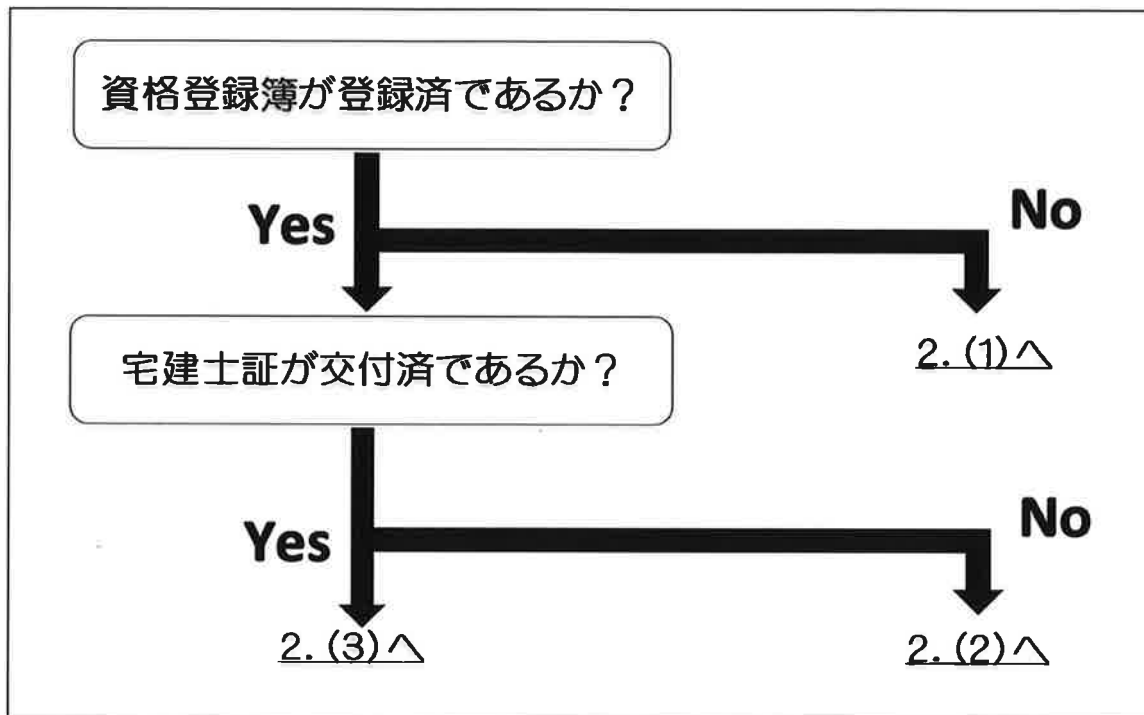 資格登録簿が登録済であるか？
Yes
No
2.(1)へ
宅建士証が交付済であるか？
Yes
No
2.(3)へ
2.(2)へ